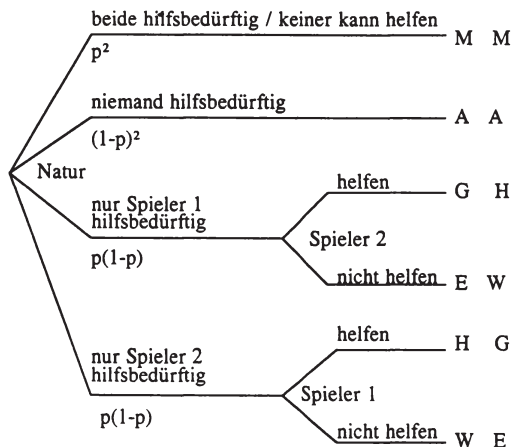 beide hilfsbedürftig / keiner kann helfen
M M
p²
niemand hilfsbedürftig
A A
(1-p)²
Natur
helfen
G H
nur Spieler 1
hilfsbedürftig
Spieler 2
p(1-p)
nicht helfen
E W
helfen
H G
nur Spieler 2
hilfsbedürftig
Spieler 1
p(1-p)
nicht helfen
W E